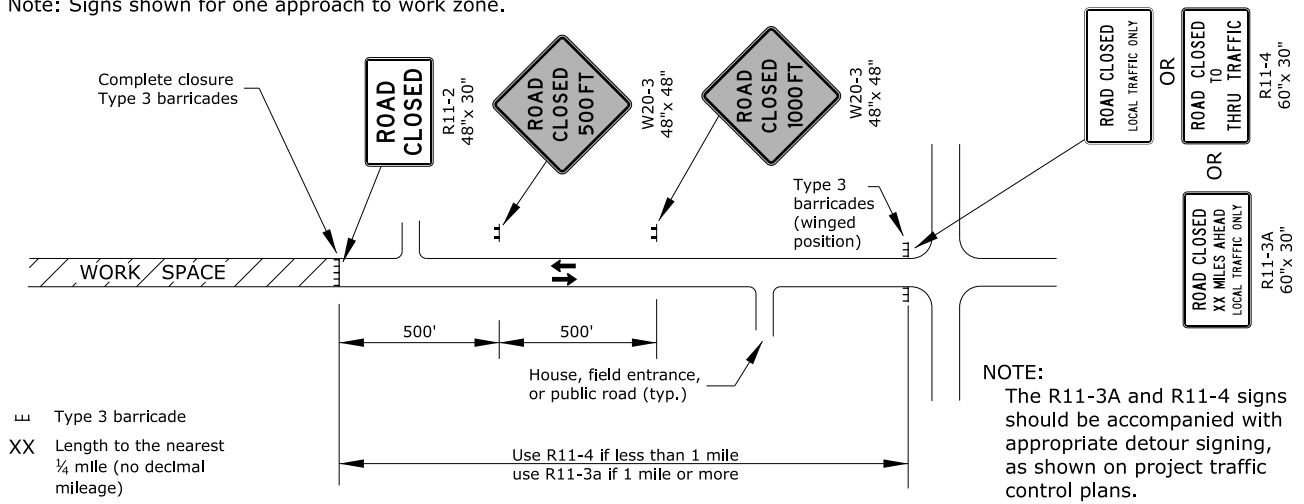 Note: Signs shown for one approach to work zone.
Complete closure
Type 3 barricades
ROAD
CLOSED
R11-2
48"x 30"
ROAD
CLOSED
500FT
W20-3
48"x 48"
ROAD
CLOSED
1000FT
W20-3
48"x 48"
ROAD CLOSED
LOCAL TRAFFIC ONLY
OR
ROAD CLOSED
TO
THRU TRAFFIC
R11-4
60"x 30"
OR
ROAD CLOSED
XX MILES AHEAD
LOCAL TRAFFIC ONLY
R11-3A
60"x 30"
Type 3
barricades
(winged
position)
WORK SPACE
500'
500'
House, field entrance,
or public road (typ.)
Use R11-4 if less than 1 mile
use R11-3a if 1 mile or more
Type 3 barricade
XX Length to the nearest
¼ mile (no decimal
mileage)
NOTE:
The R11-3A and R11-4 signs
should be accompanied with
appropriate detour signing,
as shown on project traffic
control plans.